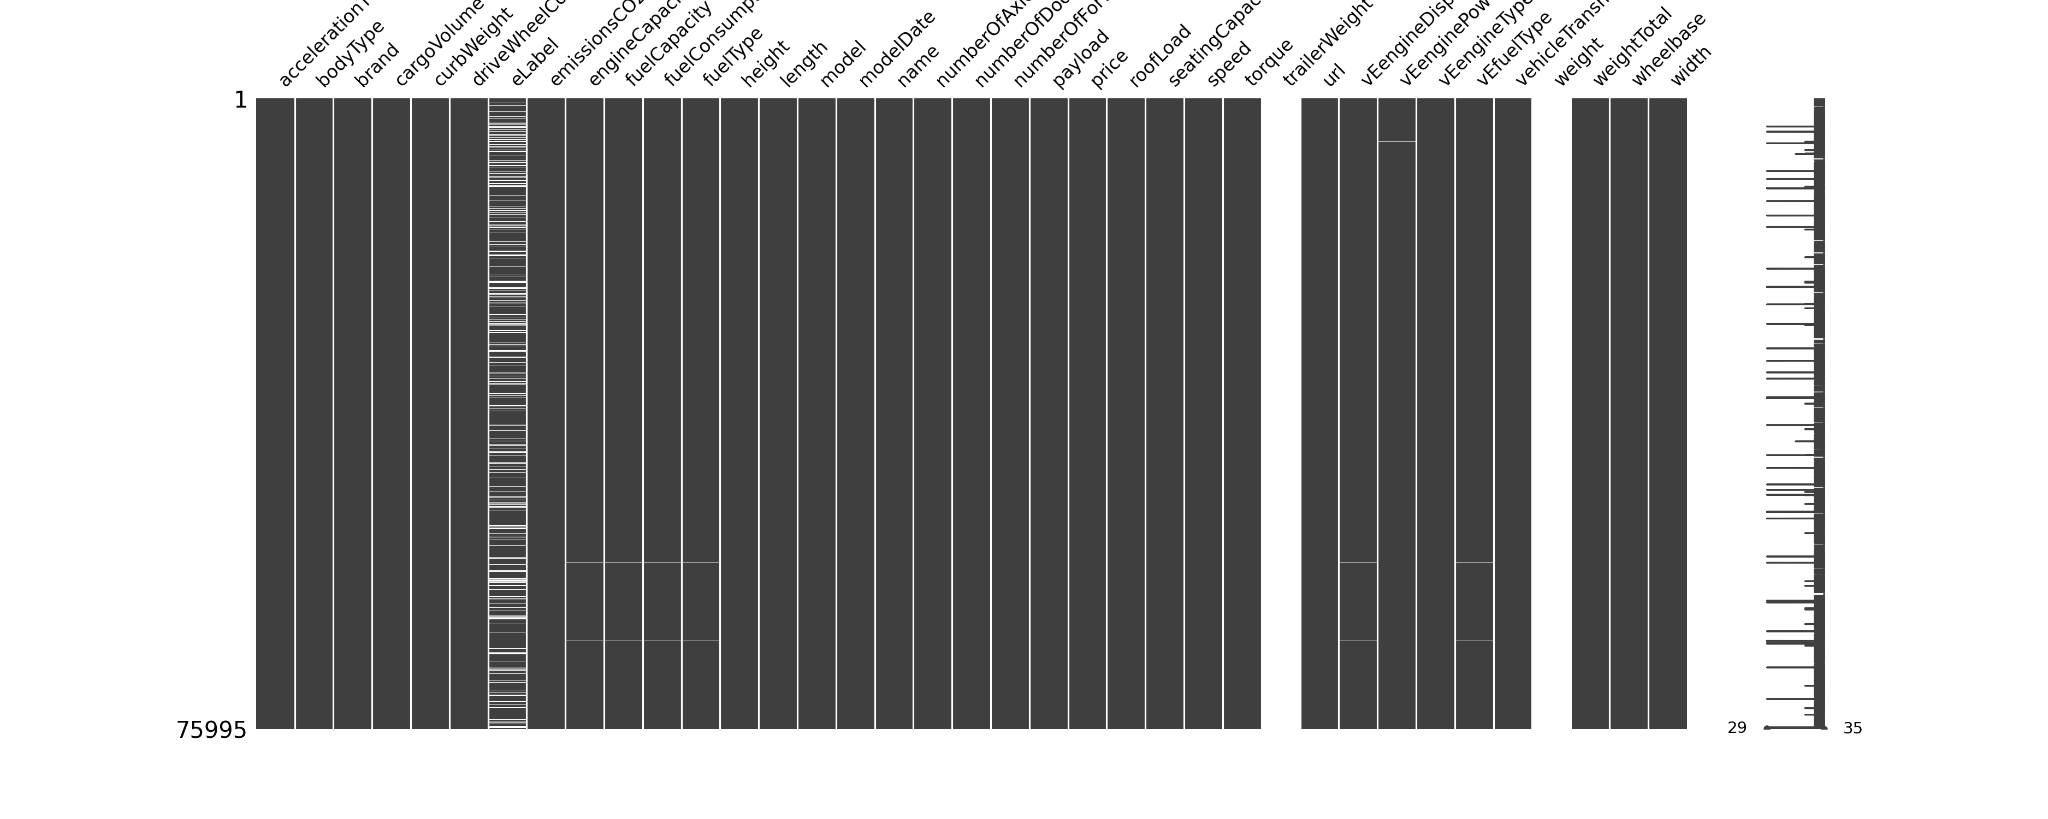 accelerationT
bodyType
brand
cargoVolume
curbWeight
driveWheelCo
eLabel
emissionsCO2
engineCapaci
fuelCapacity
fuelConsump
fuelType
height
length
model
modelDate
name
numberOfAxl
numberOfDoo
numberOfFor
payload
price
roofLoad
seatingCapac
speed
torque
trailerWeight
url
vEengineDisp
vEenginePow
vEengineType
vEfuelType
vehicleTransm
weight
weightTotal
wheelbase
width
1
75995
29
35